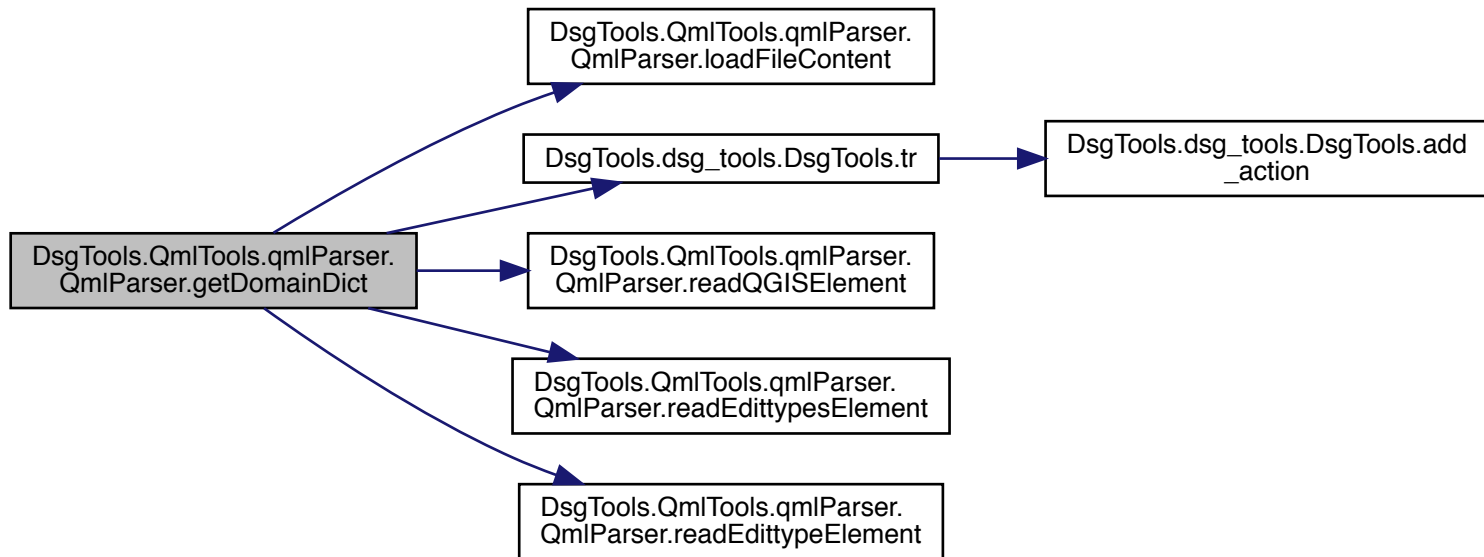 DsgTools.QmlTools.qmlParser.
QmlParser.loadFileContent
DsgTools.dsg_tools.DsgTools.tr
DsgTools.dsg_tools.DsgTools.add
_action
DsgTools.QmlTools.qmlParser.
QmlParser.getDomainDict
DsgTools.QmlTools.qmlParser.
QmlParser.readQGISElement
DsgTools.QmlTools.qmlParser.
QmlParser.readEdittypesElement
DsgTools.QmlTools.qmlParser.
QmlParser.readEdittypeElement